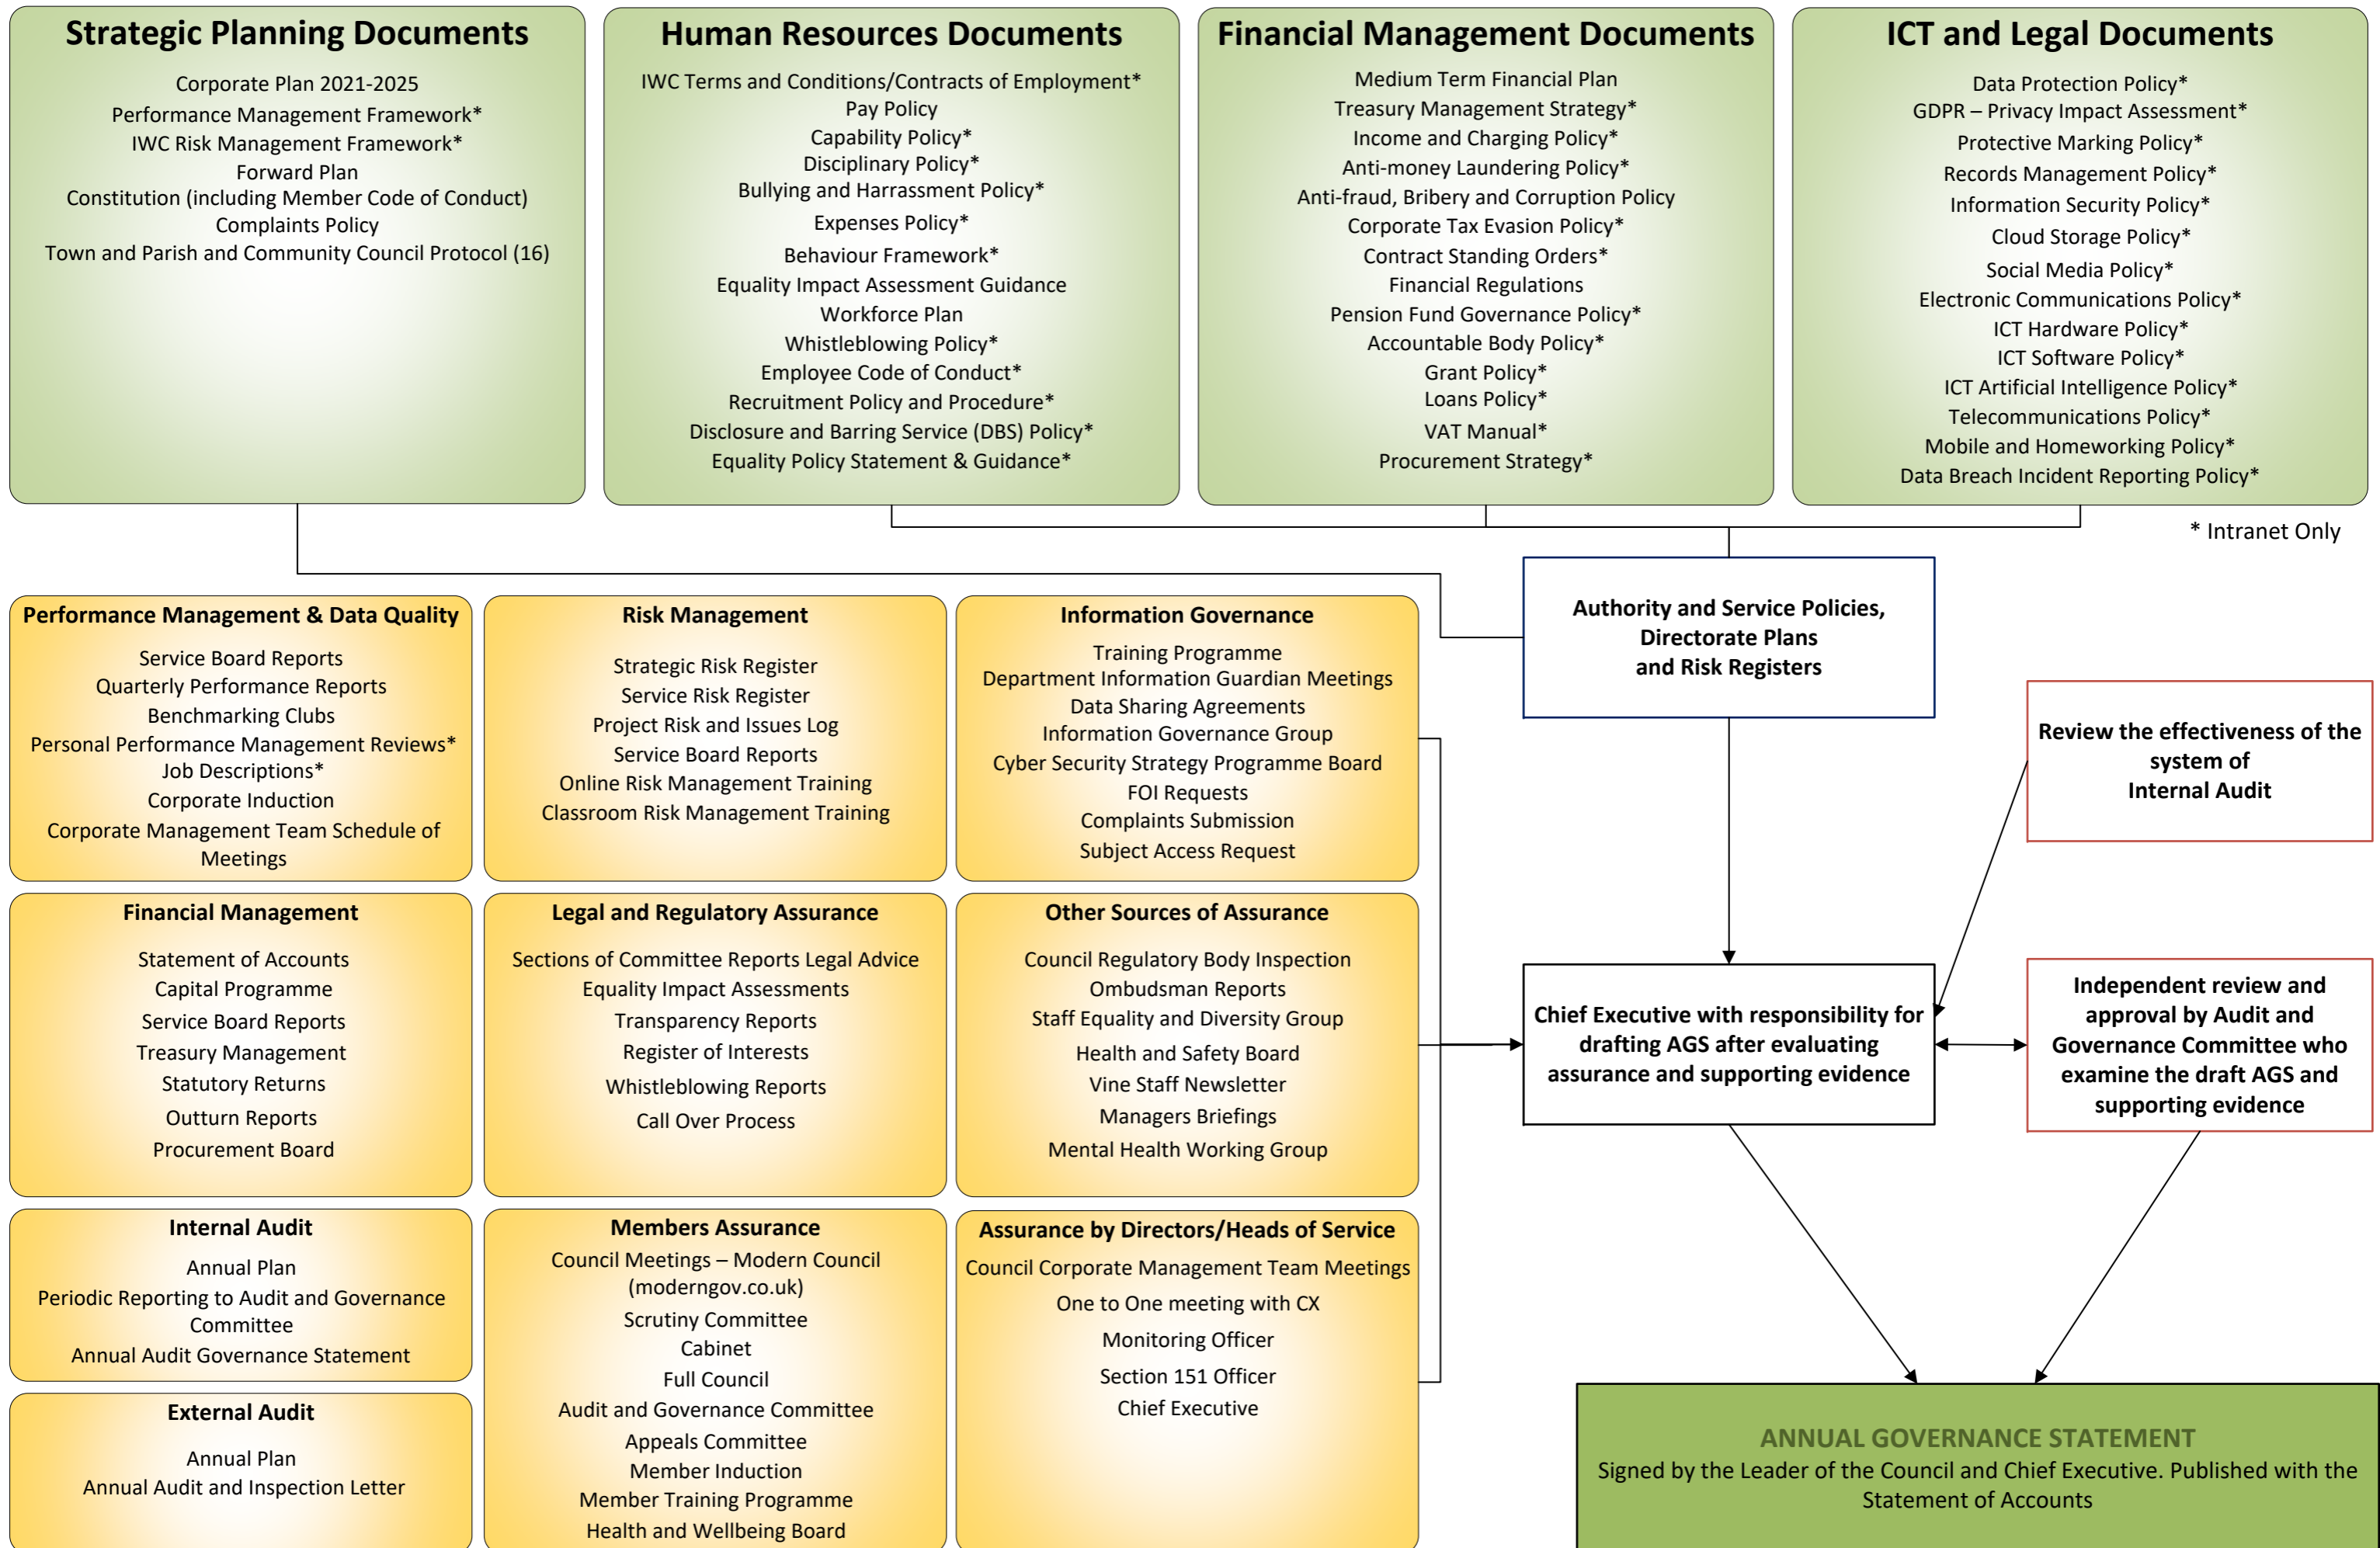 Strategic Planning Documents
Corporate Plan 2021-2025
Performance Management Framework*
IWC Risk Management Framework*
Forward Plan
Constitution (including Member Code of Conduct)
Complaints Policy
Town and Parish and Community Council Protocol (16)
Human Resources Documents
IWC Terms and Conditions/Contracts of Employment*
Pay Policy
Capability Policy*
Disciplinary Policy*
Bullying and Harrassment Policy*
Expenses Policy*
Behaviour Framework*
Equality Impact Assessment Guidance
Workforce Plan
Whistleblowing Policy*
Employee Code of Conduct*
Recruitment Policy and Procedure*
Disclosure and Barring Service (DBS) Policy*
Equality Policy Statement & Guidance*
Financial Management Documents
Medium Term Financial Plan
Treasury Management Strategy*
Income and Charging Policy*
Anti-money Laundering Policy*
Anti-fraud, Bribery and Corruption Policy
Corporate Tax Evasion Policy*
Contract Standing Orders*
Financial Regulations
Pension Fund Governance Policy*
Accountable Body Policy*
Grant Policy*
Loans Policy*
VAT Manual*
Procurement Strategy*
ICT and Legal Documents
Data Protection Policy*
GDPR – Privacy Impact Assessment*
Protective Marking Policy*
Records Management Policy*
Information Security Policy*
Cloud Storage Policy*
Social Media Policy*
Electronic Communications Policy*
ICT Hardware Policy*
ICT Software Policy*
ICT Artificial Intelligence Policy*
Telecommunications Policy*
Mobile and Homeworking Policy*
Data Breach Incident Reporting Policy*
* Intranet Only
Performance Management & Data Quality
Service Board Reports
Quarterly Performance Reports
Benchmarking Clubs
Personal Performance Management Reviews*
Job Descriptions*
Corporate Induction
Corporate Management Team Schedule of
Meetings
Risk Management
Strategic Risk Register
Service Risk Register
Project Risk and Issues Log
Service Board Reports
Online Risk Management Training
Classroom Risk Management Training
Information Governance
Training Programme
Department Information Guardian Meetings
Data Sharing Agreements
Information Governance Group
Cyber Security Strategy Programme Board
FOI Requests
Complaints Submission
Subject Access Request
Authority and Service Policies,
Directorate Plans
and Risk Registers
Review the effectiveness of the
system of
Internal Audit
Financial Management
Statement of Accounts
Capital Programme
Service Board Reports
Treasury Management
Statutory Returns
Outturn Reports
Procurement Board
Legal and Regulatory Assurance
Sections of Committee Reports Legal Advice
Equality Impact Assessments
Transparency Reports
Register of Interests
Whistleblowing Reports
Call Over Process
Other Sources of Assurance
Council Regulatory Body Inspection
Ombudsman Reports
Staff Equality and Diversity Group
Health and Safety Board
Vine Staff Newsletter
Managers Briefings
Mental Health Working Group
Chief Executive with responsibility for
drafting AGS after evaluating
assurance and supporting evidence
Independent review and
approval by Audit and
Governance Committee who
examine the draft AGS and
supporting evidence
Internal Audit
Annual Plan
Periodic Reporting to Audit and Governance
Committee
Annual Audit Governance Statement
External Audit
Annual Plan
Annual Audit and Inspection Letter
Members Assurance
Council Meetings – Modern Council
(moderngov.co.uk)
Scrutiny Committee
Cabinet
Full Council
Audit and Governance Committee
Appeals Committee
Member Induction
Member Training Programme
Health and Wellbeing Board
Assurance by Directors/Heads of Service
Council Corporate Management Team Meetings
One to One meeting with CX
Monitoring Officer
Section 151 Officer
Chief Executive
ANNUAL GOVERNANCE STATEMENT
Signed by the Leader of the Council and Chief Executive. Published with the
Statement of Accounts